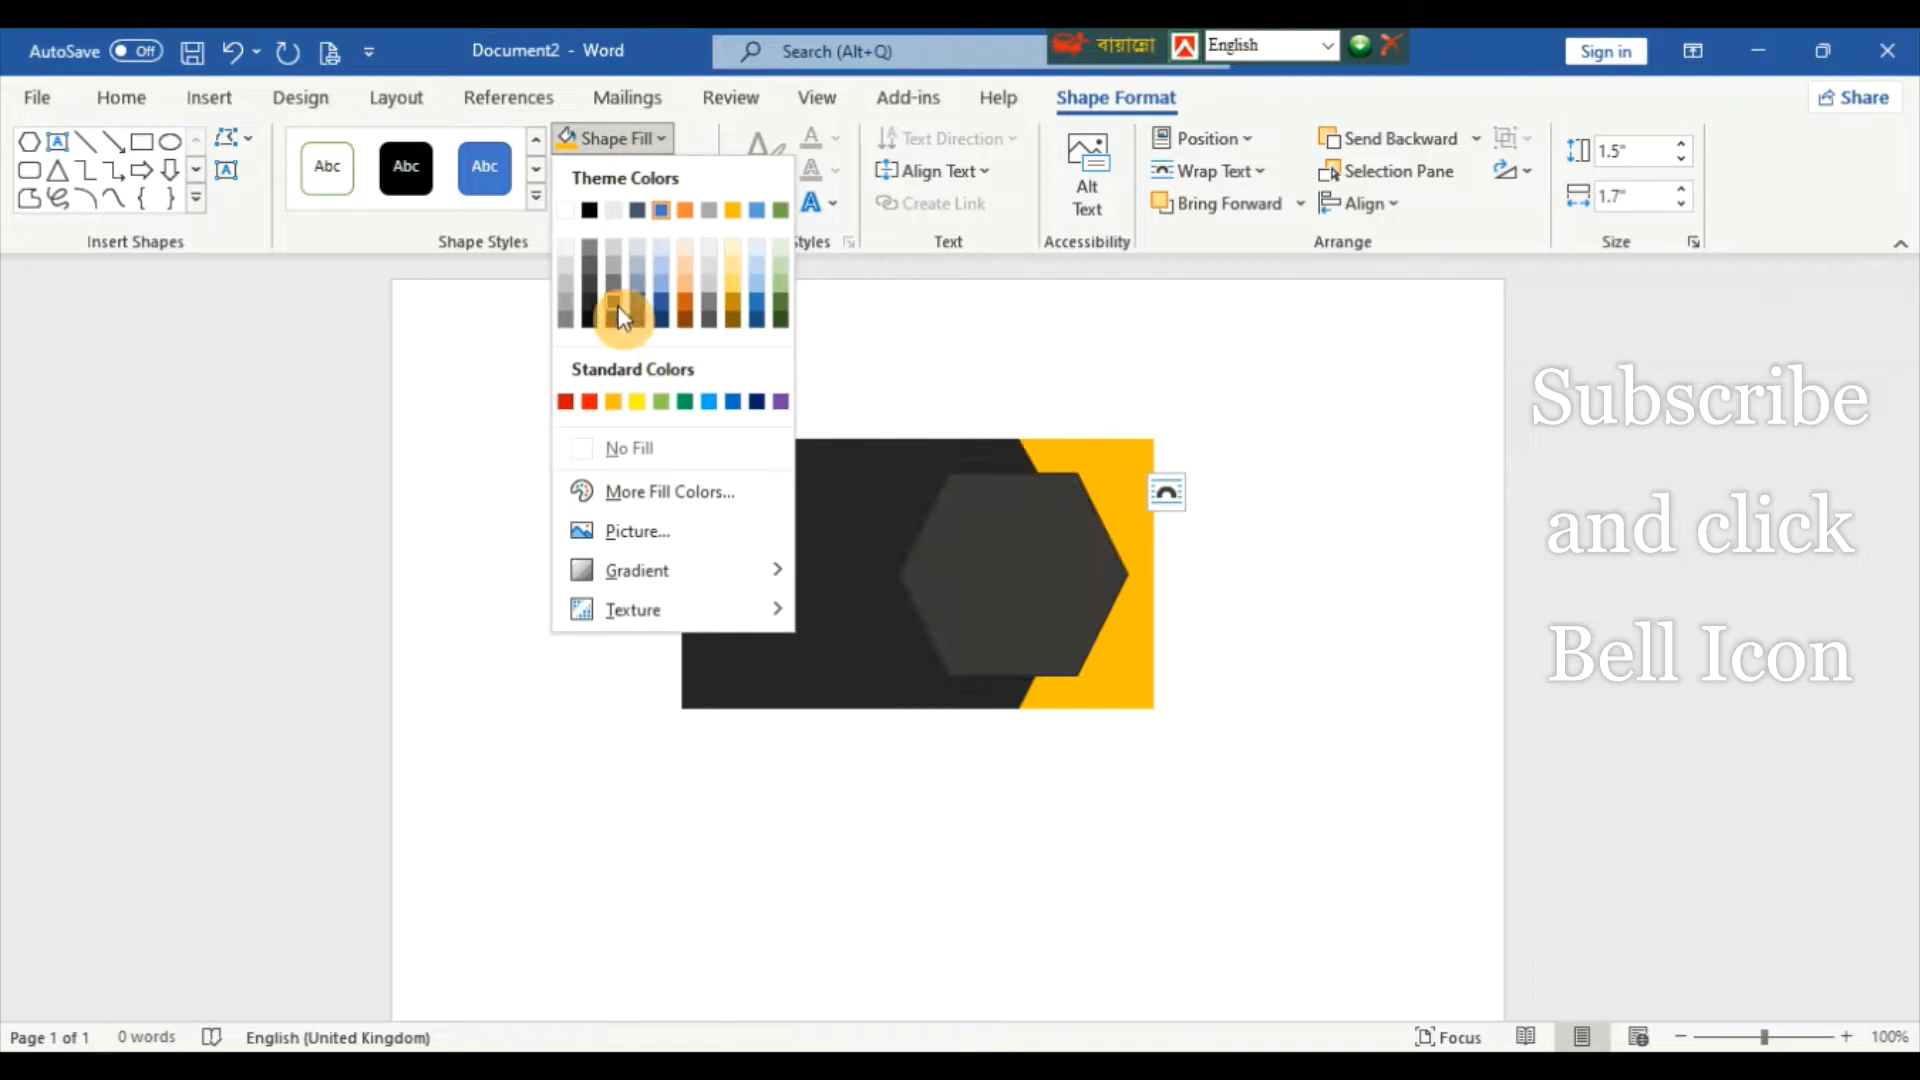 AutoSave Off
Document2 - Word
Search (Alt+Q)
বায়ান্নো
English
Sign in
File Home Insert Design Layout References Mailings Review View Add-ins Help Shape Format
Share
Abc Abc Abc
Shape Fill
Text Direction
Align Text
Create Link
Alt
Text
Position
Wrap Text
Bring Forward
Send Backward
Selection Pane
Align
1.5"
1.7"
Insert Shapes
Shape Styles
Styles
Text
Accessibility
Arrange
Size
Theme Colors
Standard Colors
No Fill
More Fill Colors...
Picture...
Gradient
Texture
Subscribe
and click
Bell Icon
Page 1 of 1 0 words English (United Kingdom)
Focus
100%